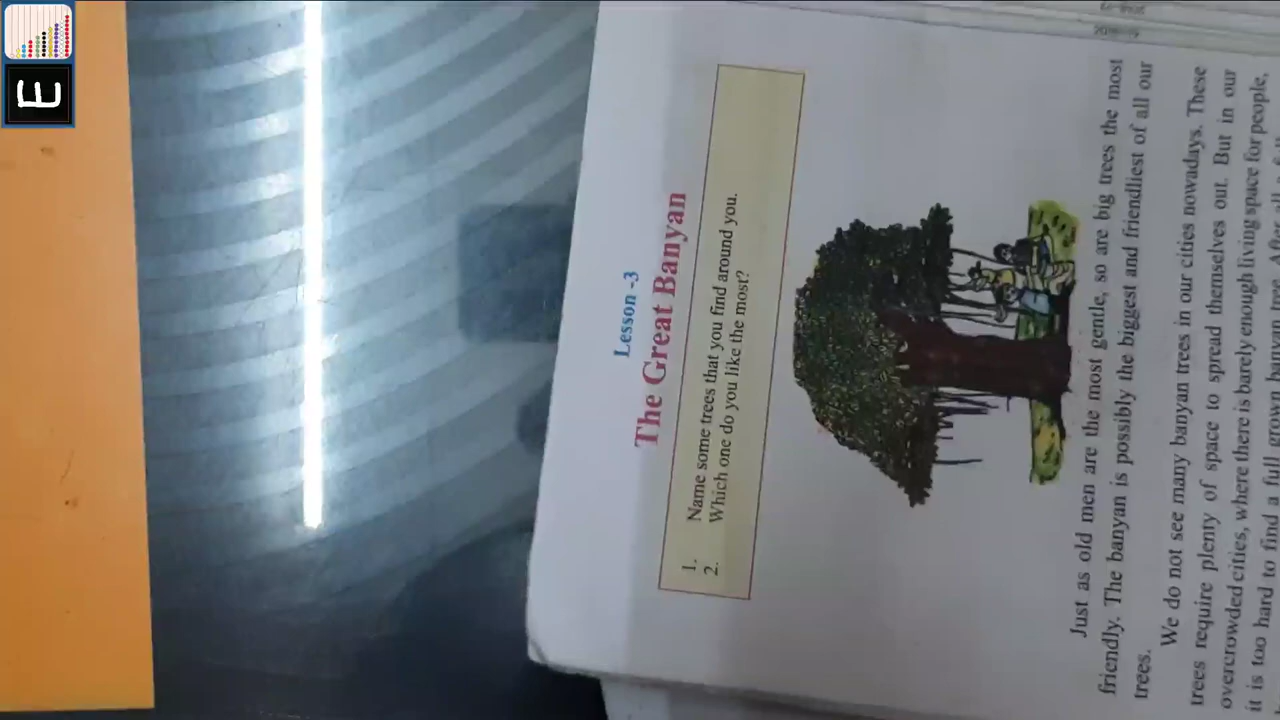 Lesson -3
The Great Banyan
1. Name some trees that you find around you.
2. Which one do you like the most?
Just as old men are the most gentle, so are big trees the most
friendly. The banyan is possibly the biggest and friendliest of all our
trees.
We do not see many banyan trees in our cities nowadays. These
trees require plenty of space to spread themselves out. But in our
overcrowded cities, where there is barely enough living space for people,
it is too hard to find a full grown banyan tree. After all
E